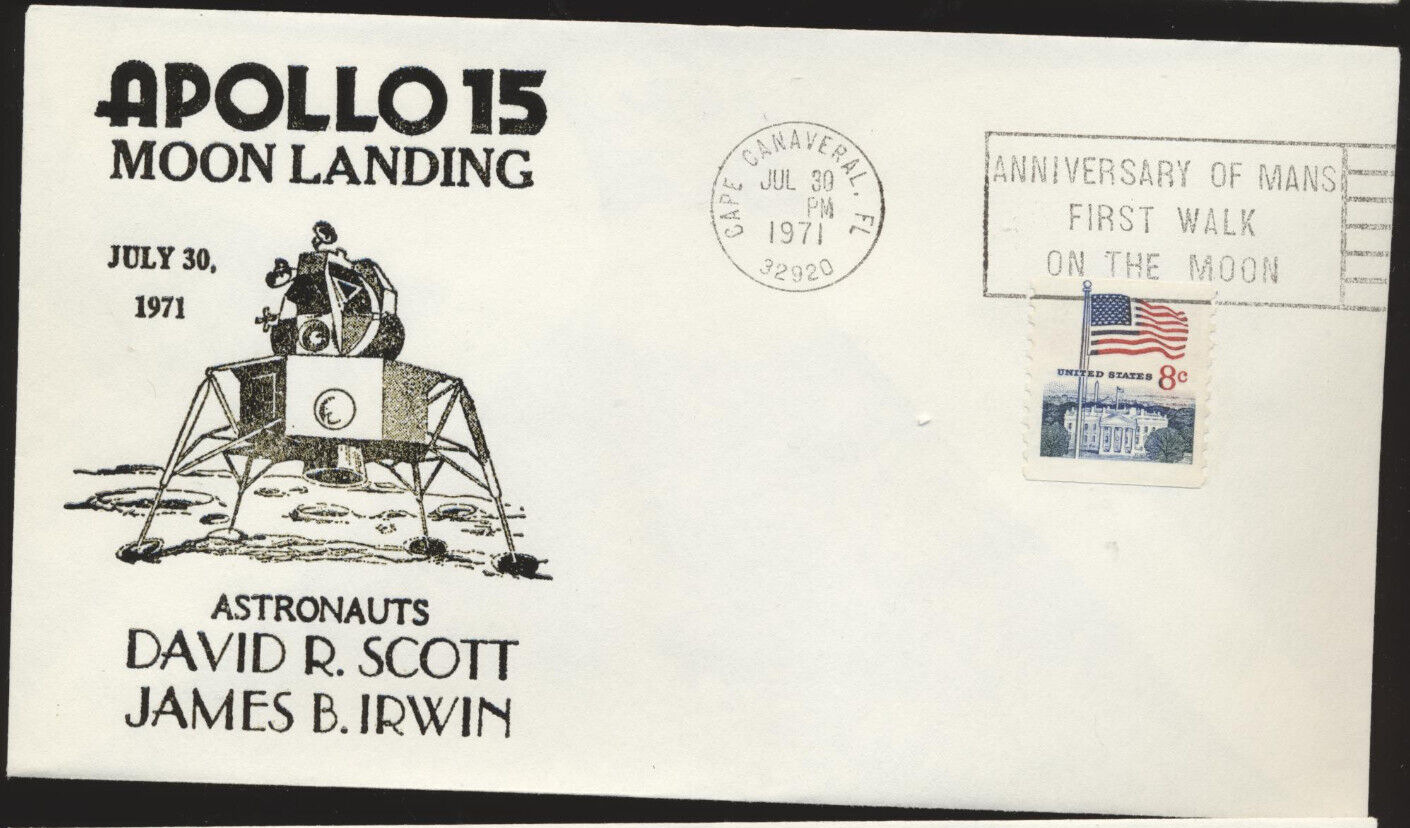 APOLLO 15
MOON LANDING
JULY 30,
1971
ASTRONAUTS
DAVID R. SCOTT
JAMES B. IRWIN
CAPE CANAVERAL, FL
JUL 30
PM
1971
32920
ANNIVERSARY OF MANS
FIRST WALK
ON THE MOON
UNITED STATES 8c